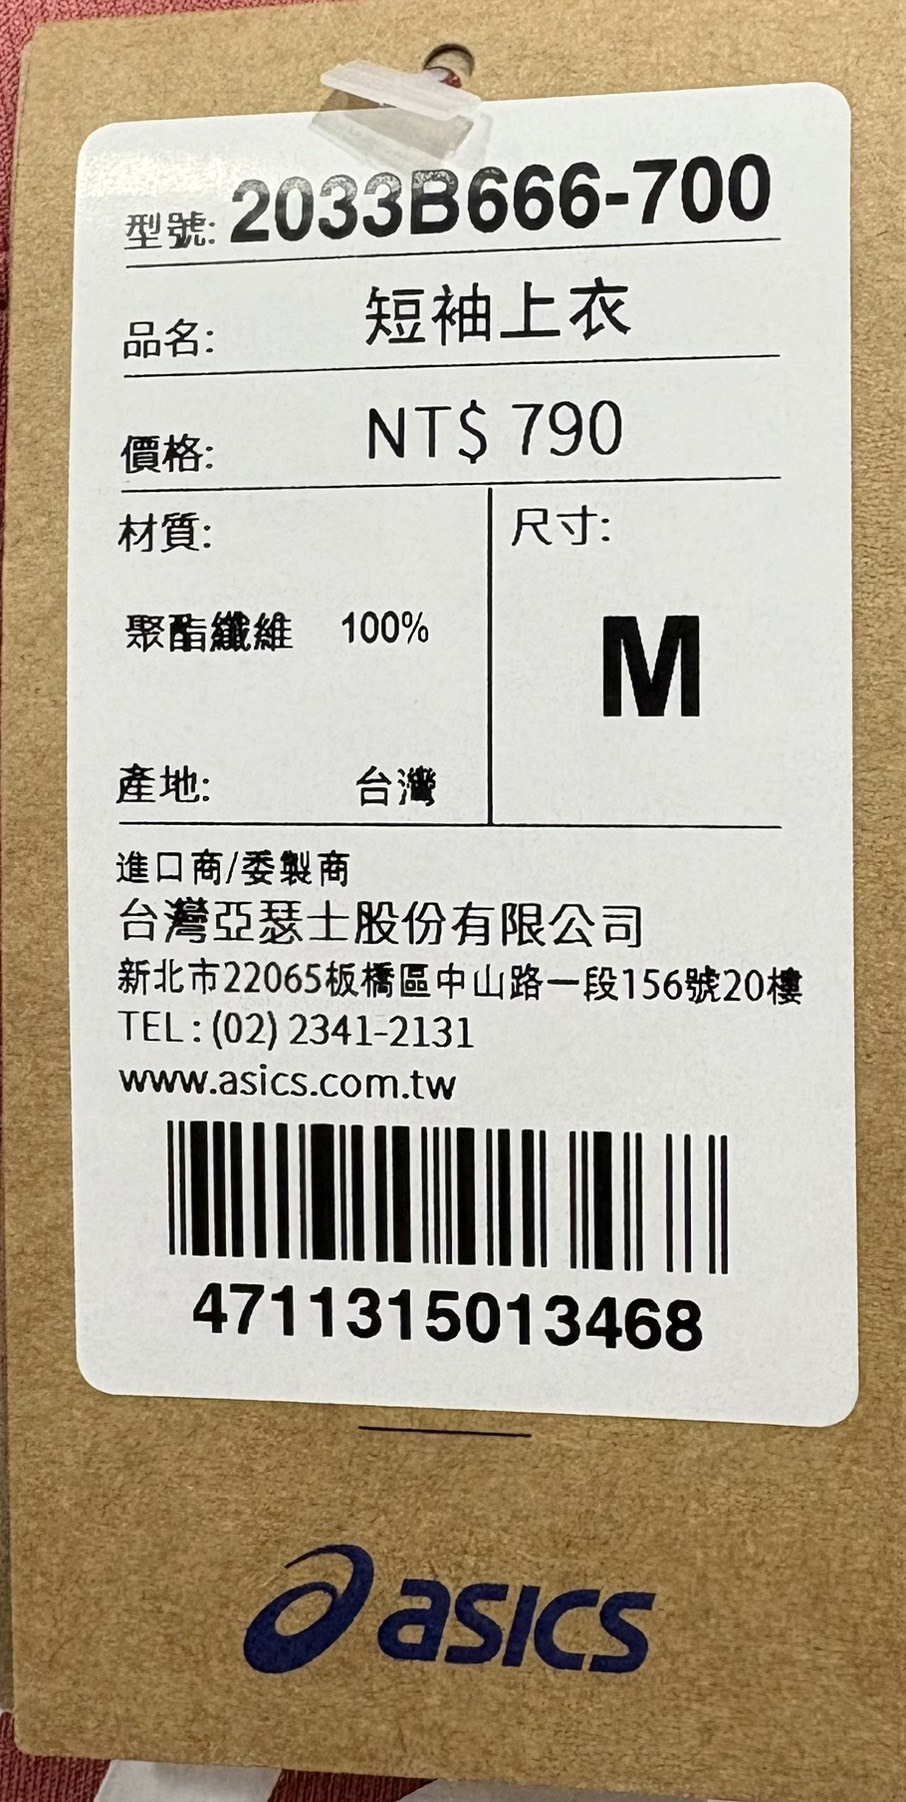 型號: 2033B666-700
品名: 短袖上衣
價格: NT$ 790
材質:
聚酯纖維 100%
尺寸:
M
產地: 台灣
進口商/委製商
台灣亞瑟士股份有限公司
新北市22065板橋區中山路一段156號20樓
TEL: (02) 2341-2131
www.asics.com.tw
4711315013468
asics